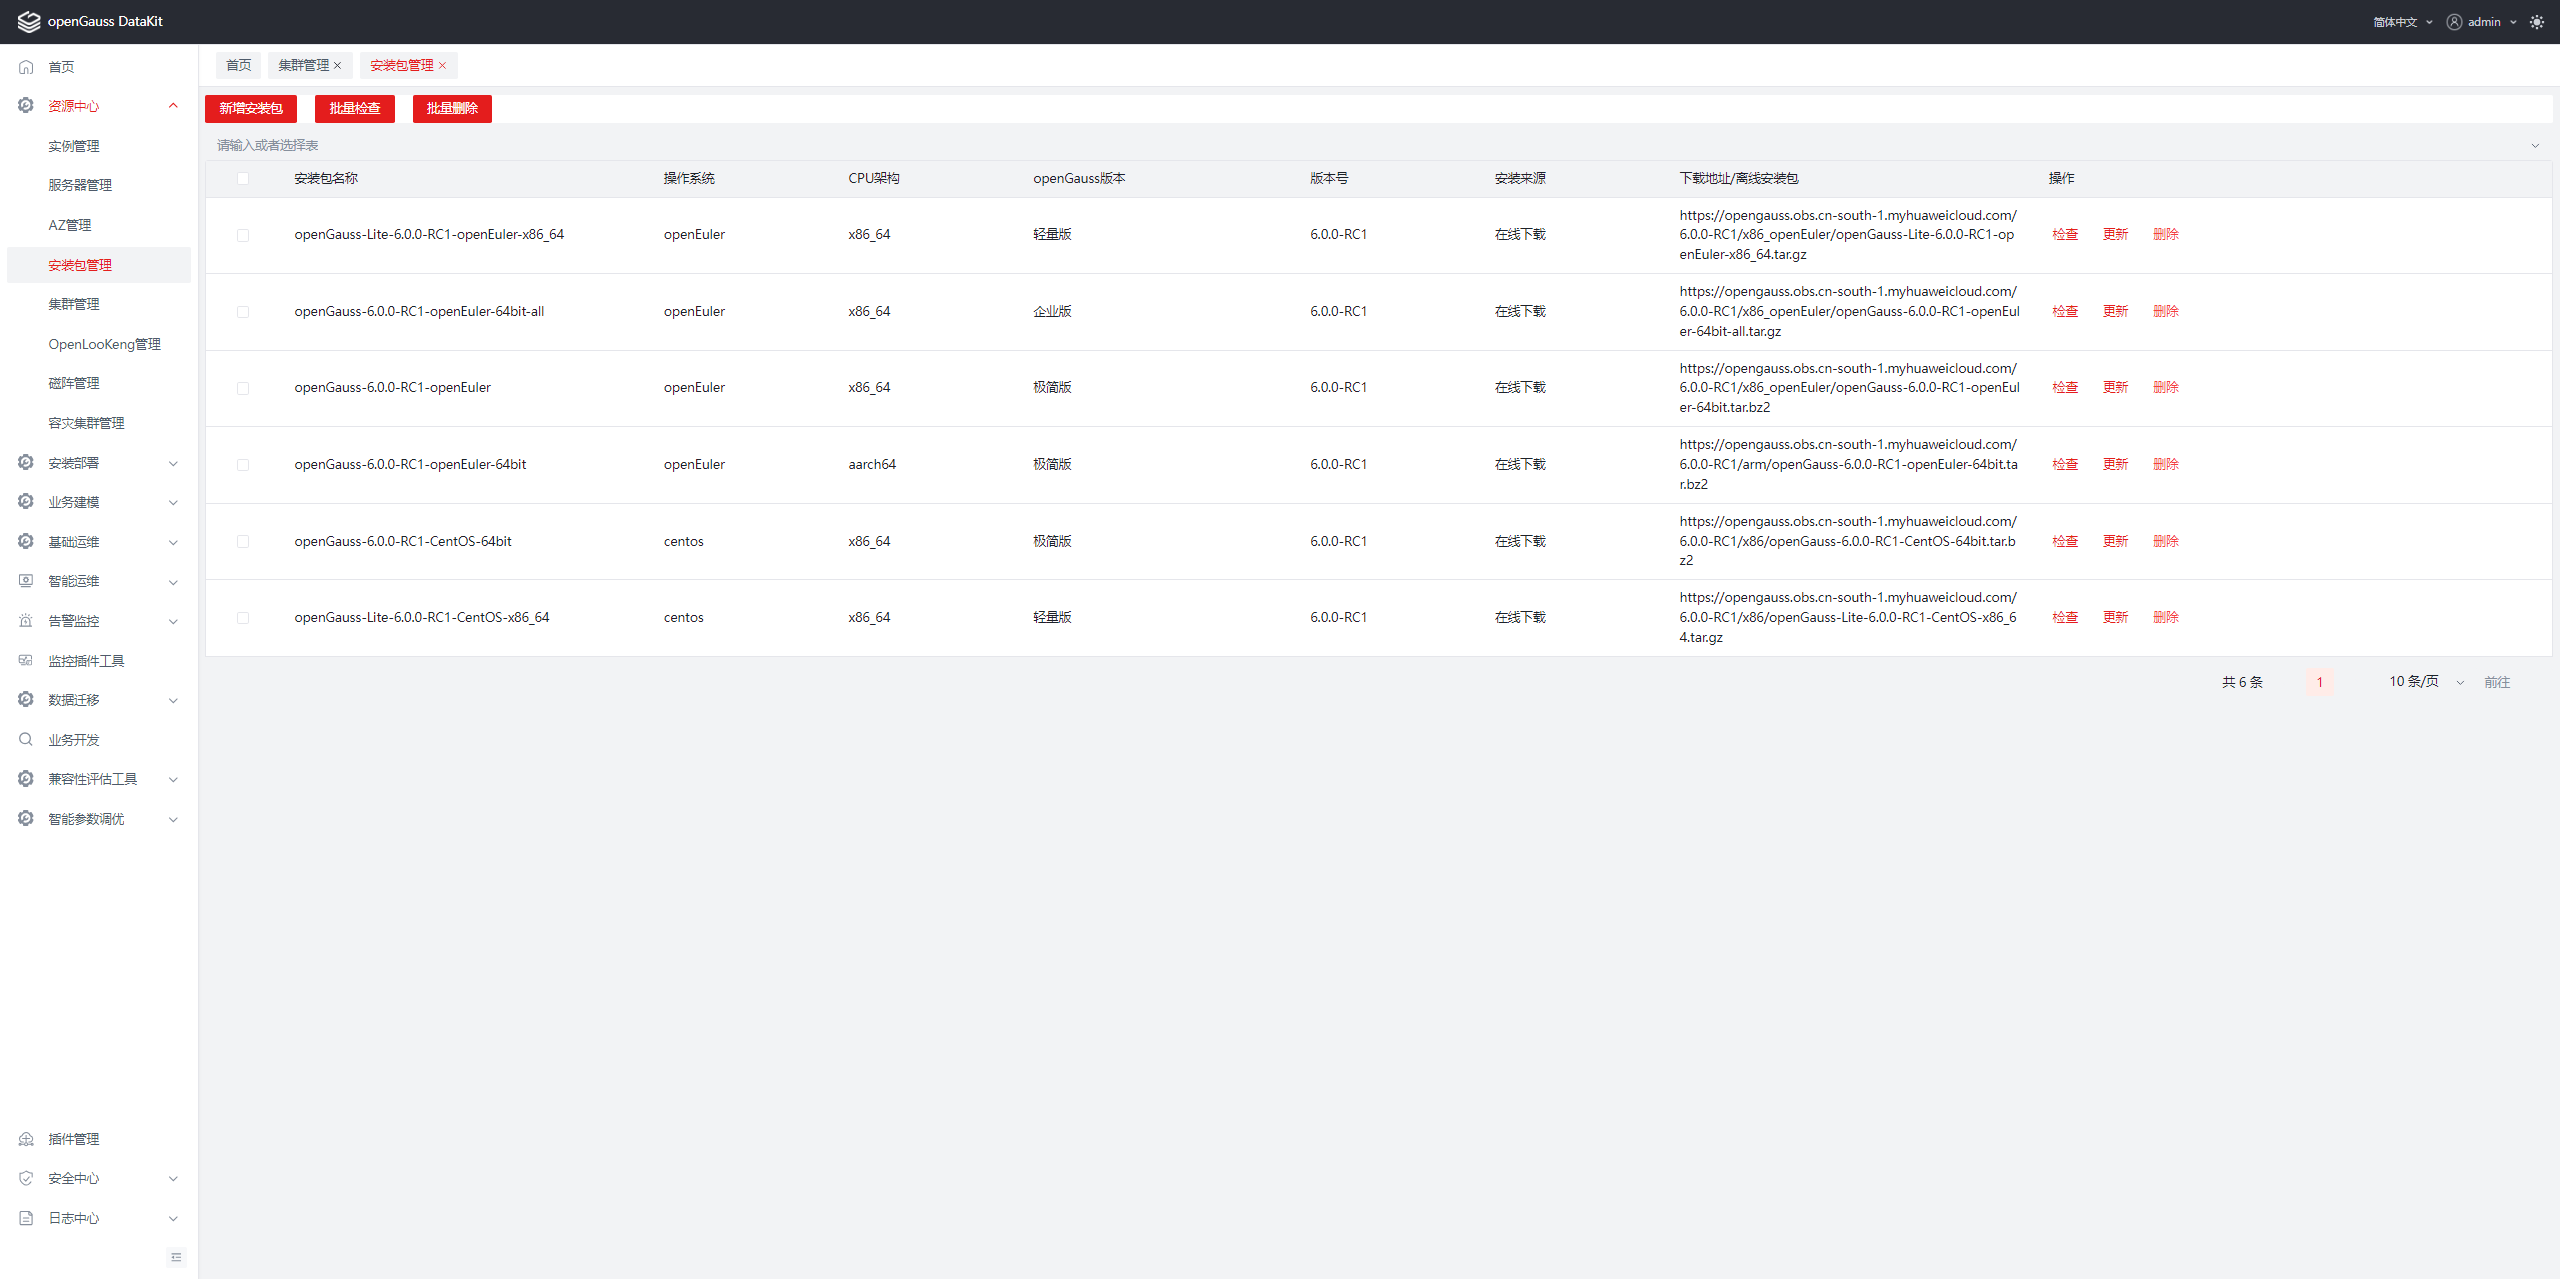 openGauss DataKit
简体中文
admin
首页
资源中心
实例管理
服务器管理
AZ管理
安装包管理
集群管理
OpenLooKeng管理
磁阵管理
容灾集群管理
安装部署
业务建模
基础运维
智能运维
告警监控
监控插件工具
数据迁移
业务开发
兼容性评估工具
智能参数调优
插件管理
安全中心
日志中心
首页 集群管理 安装包管理
新增安装包 批量检查 批量删除
请输入或者选择表
安装包名称 操作系统 CPU架构 openGauss版本 版本号 安装来源 下载地址/离线安装包 操作
https://opengauss.obs.cn-south-1.myhuaweicloud.com/
openGauss-Lite-6.0.0-RC1-openEuler-x86_64 openEuler x86_64 轻量版 6.0.0-RC1 在线下载 6.0.0-RC1/x86_openEuler/openGauss-Lite-6.0.0-RC1-op 检查 更新 删除
enEuler-x86_64.tar.gz
https://opengauss.obs.cn-south-1.myhuaweicloud.com/
openGauss-6.0.0-RC1-openEuler-64bit-all openEuler x86_64 企业版 6.0.0-RC1 在线下载 6.0.0-RC1/x86_openEuler/openGauss-6.0.0-RC1-openEul 检查 更新 删除
er-64bit-all.tar.gz
https://opengauss.obs.cn-south-1.myhuaweicloud.com/
openGauss-6.0.0-RC1-openEuler openEuler x86_64 极简版 6.0.0-RC1 在线下载 6.0.0-RC1/x86_openEuler/openGauss-6.0.0-RC1-openEul 检查 更新 删除
er-64bit.tar.bz2
https://opengauss.obs.cn-south-1.myhuaweicloud.com/
openGauss-6.0.0-RC1-openEuler-64bit openEuler aarch64 极简版 6.0.0-RC1 在线下载 6.0.0-RC1/arm/openGauss-6.0.0-RC1-openEuler-64bit.ta 检查 更新 删除
r.bz2
https://opengauss.obs.cn-south-1.myhuaweicloud.com/
openGauss-6.0.0-RC1-CentOS-64bit centos x86_64 极简版 6.0.0-RC1 在线下载 6.0.0-RC1/x86/openGauss-6.0.0-RC1-CentOS-64bit.tar.b 检查 更新 删除
z2
https://opengauss.obs.cn-south-1.myhuaweicloud.com/
openGauss-Lite-6.0.0-RC1-CentOS-x86_64 centos x86_64 轻量版 6.0.0-RC1 在线下载 6.0.0-RC1/x86/openGauss-Lite-6.0.0-RC1-CentOS-x86_6 检查 更新 删除
4.tar.gz
共 6 条 1 10 条/页 前往